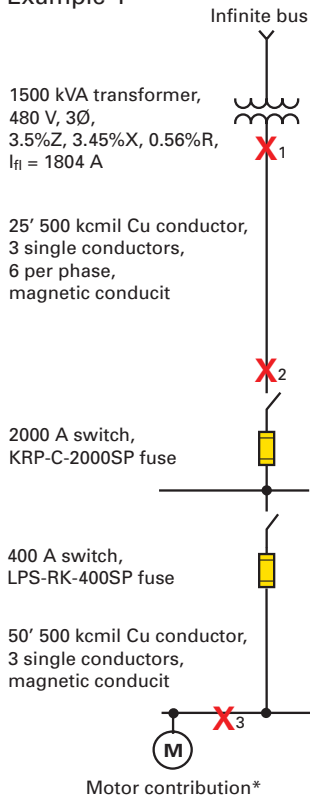 Example 1
Infinite bus
1500 kVA transformer,
480 V, 3Ø,
3.5%Z, 3.45%X, 0.56%R,
Ifl = 1804 A
X1
25' 500 kcmil Cu conductor,
3 single conductors,
6 per phase,
magnetic conducit
X2
2000 A switch,
KRP-C-2000SP fuse
400 A switch,
LPS-RK-400SP fuse
50' 500 kcmil Cu conductor,
3 single conductors,
magnetic conducit
X3
M
Motor contribution*